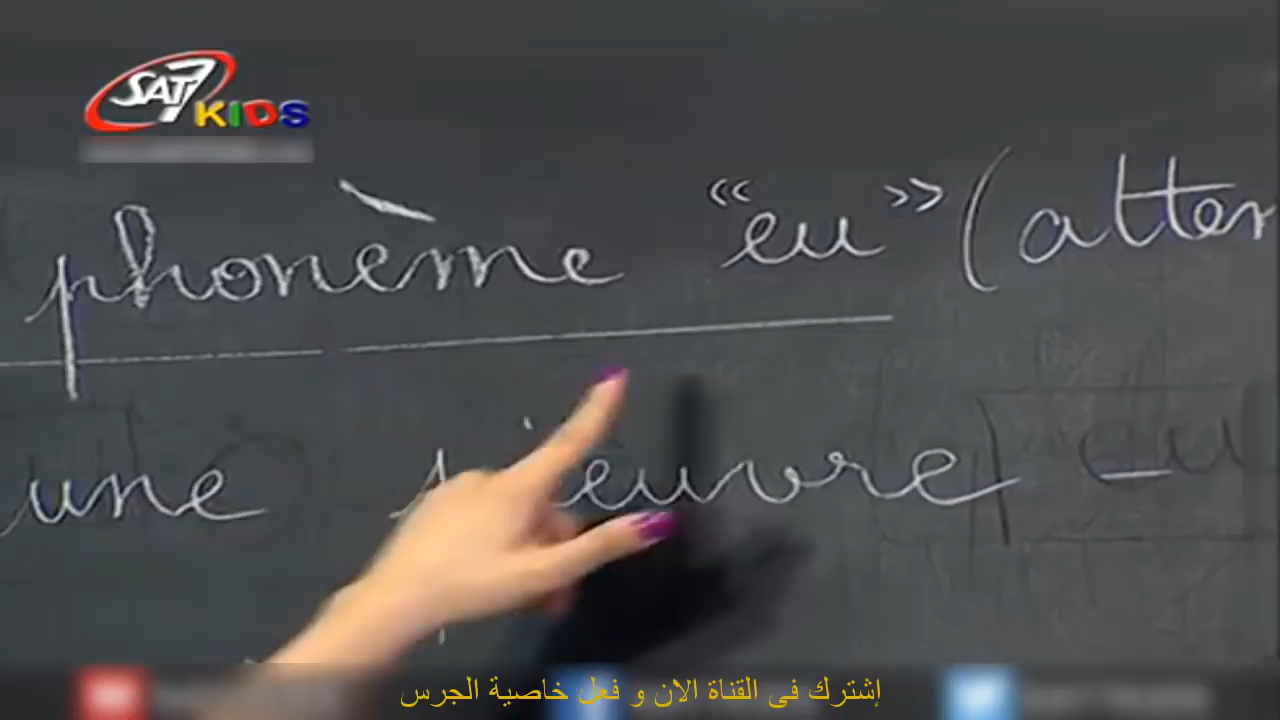 SAT7
KIDS
phonème «eu» (atten
une pieuvre -
إشترك فى القناة الان و فعل خاصية الجرس